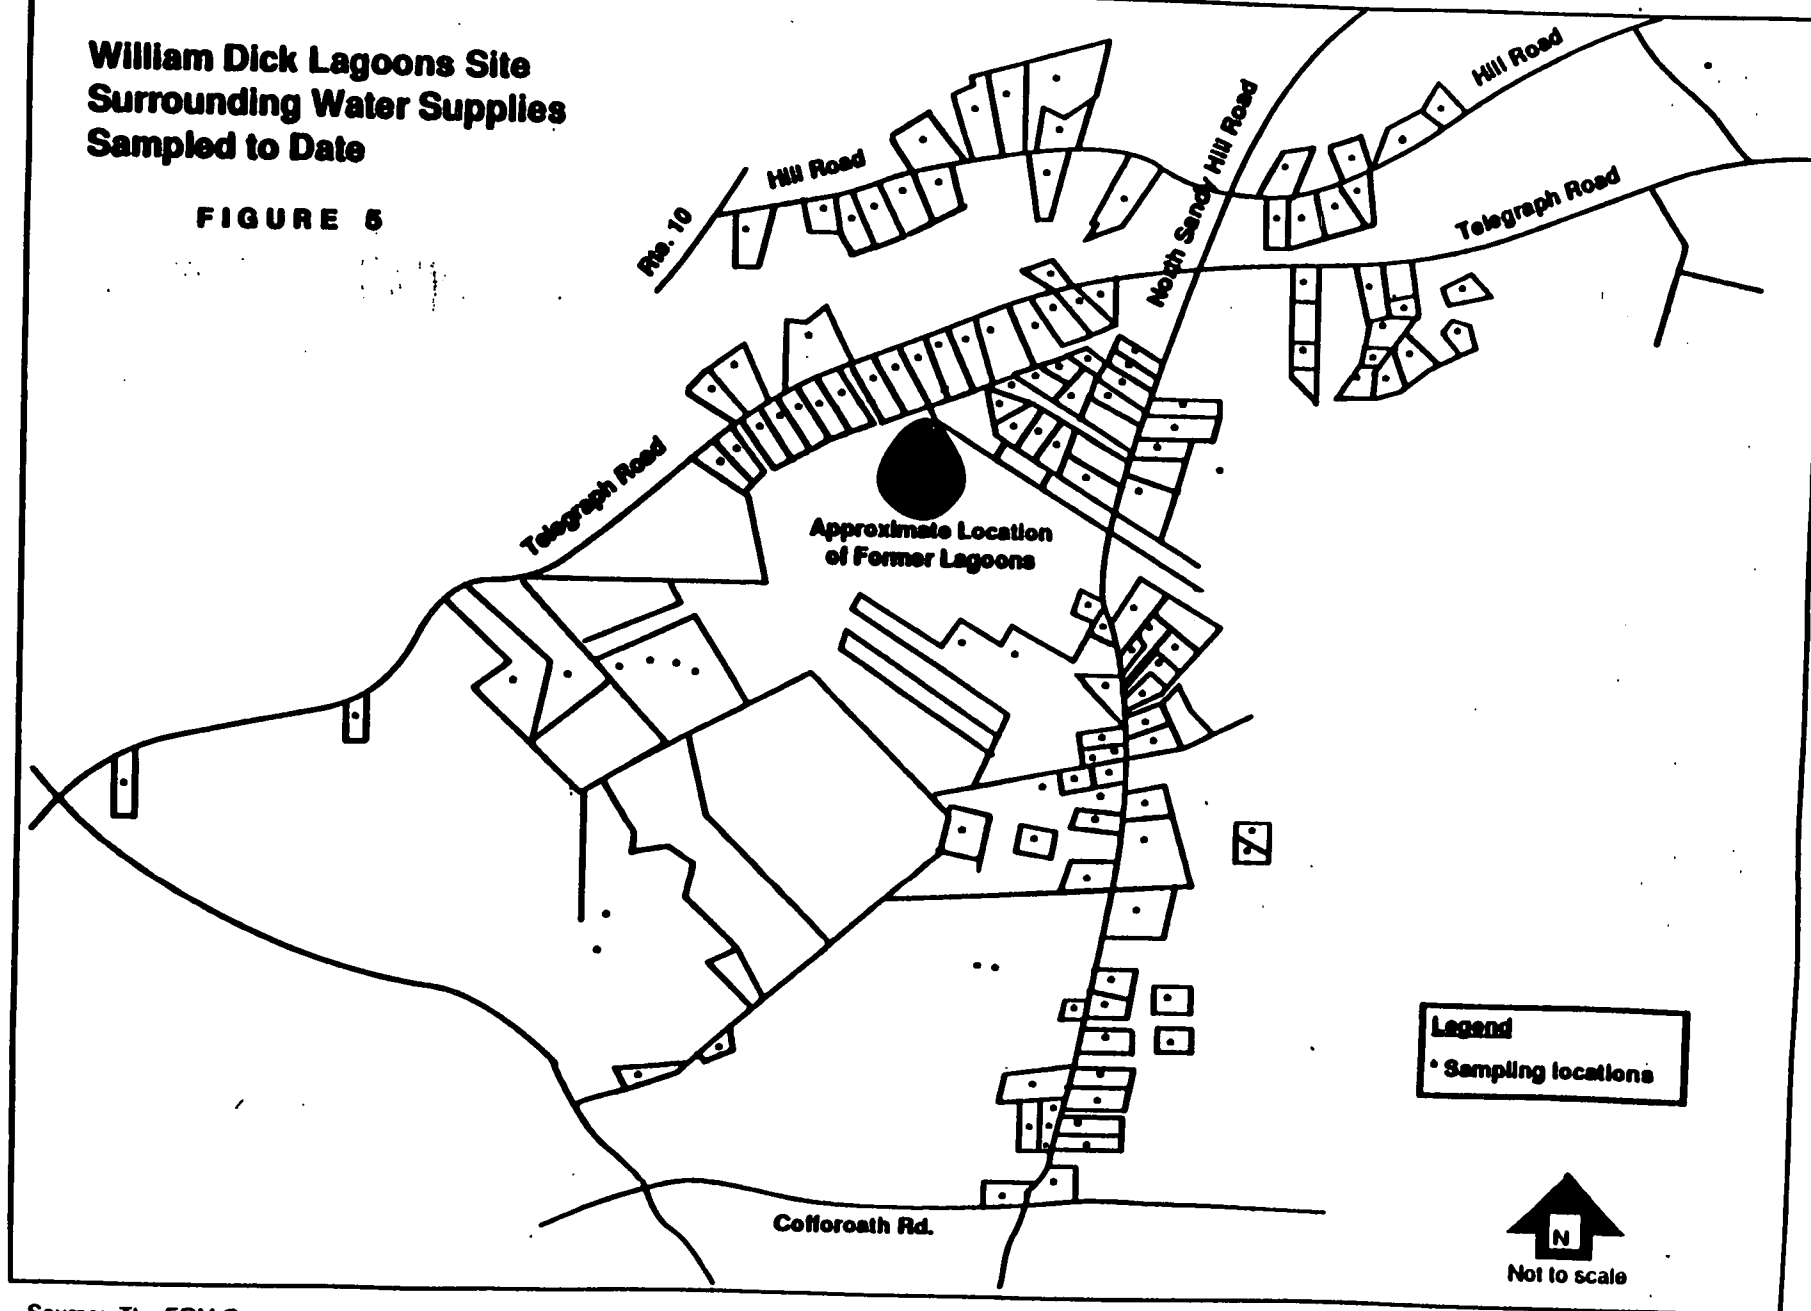 William Dick Lagoons Site
Surrounding Water Supplies
Sampled to Date
FIGURE 5
Hill Road
Rte. 10
North Sandy Hill Road
Hill Road
Telegraph Road
Telegraph Road
Approximate Location
of Former Lagoons
Legend
• Sampling locations
N
Not to scale
Cofforoath Rd.